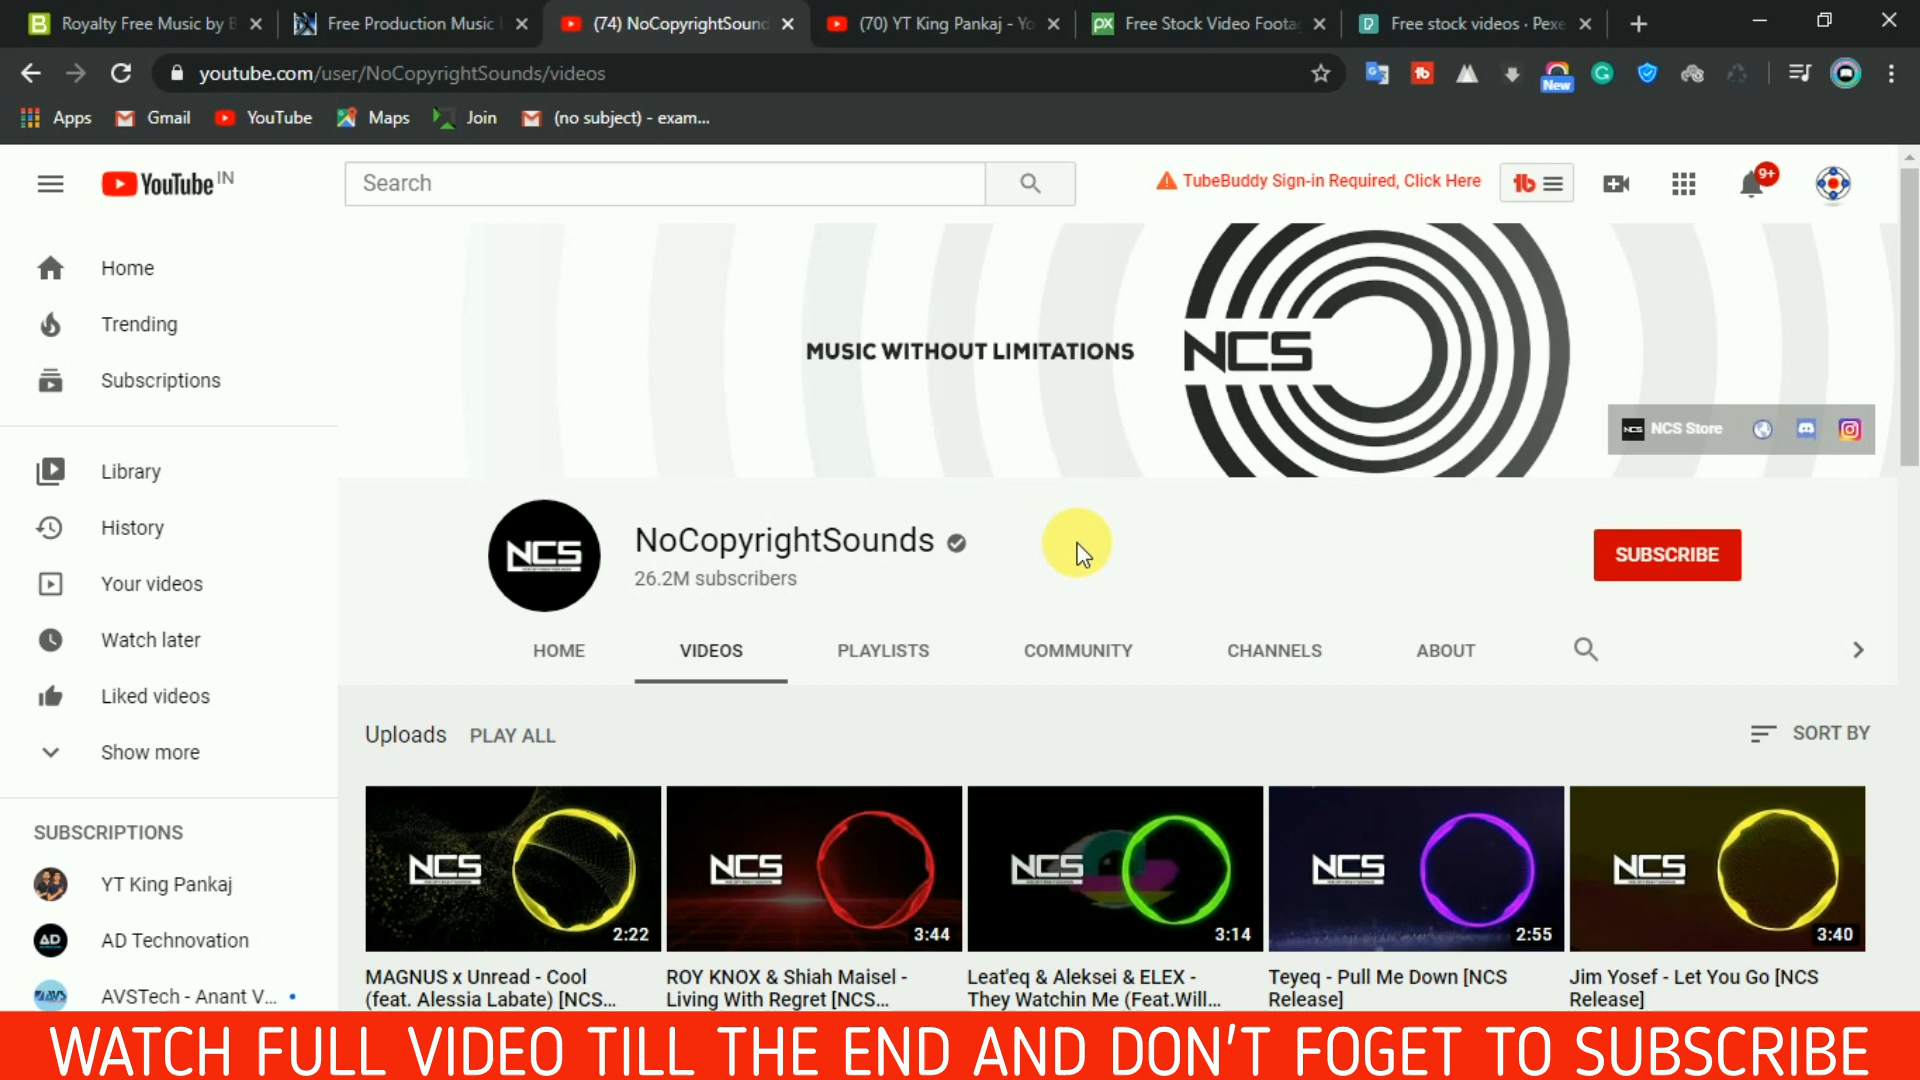 Royalty Free Music by B
Free Production Music
(74) NoCopyrightSound
(70) YT King Pankaj - Yo
Free Stock Video Foota
Free stock videos · Pexe
youtube.com/user/NoCopyrightSounds/videos
New
Apps
Gmail
YouTube
Maps
Join
(no subject) - exam...
YouTube IN
Search
TubeBuddy Sign-in Required, Click Here
9+
Home
Trending
Subscriptions
Library
History
Your videos
Watch later
Liked videos
Show more
SUBSCRIPTIONS
YT King Pankaj
AD Technovation
AVSTech - Anant V...
MUSIC WITHOUT LIMITATIONS
NCS
NCS Store
NCS
NoCopyrightSounds
26.2M subscribers
SUBSCRIBE
HOME
VIDEOS
PLAYLISTS
COMMUNITY
CHANNELS
ABOUT
Uploads
PLAY ALL
SORT BY
NCS
2:22
NCS
3:44
NCS
3:14
NCS
2:55
NCS
3:40
MAGNUS x Unread - Cool
(feat. Alessia Labate) [NCS...
ROY KNOX & Shiah Maisel -
Living With Regret [NCS...
Leat'eq & Aleksei & ELEX -
They Watchin Me (Feat.Will...
Teyeq - Pull Me Down [NCS
Release]
Jim Yosef - Let You Go [NCS
Release]
WATCH FULL VIDEO TILL THE END AND DON'T FOGET TO SUBSCRIBE